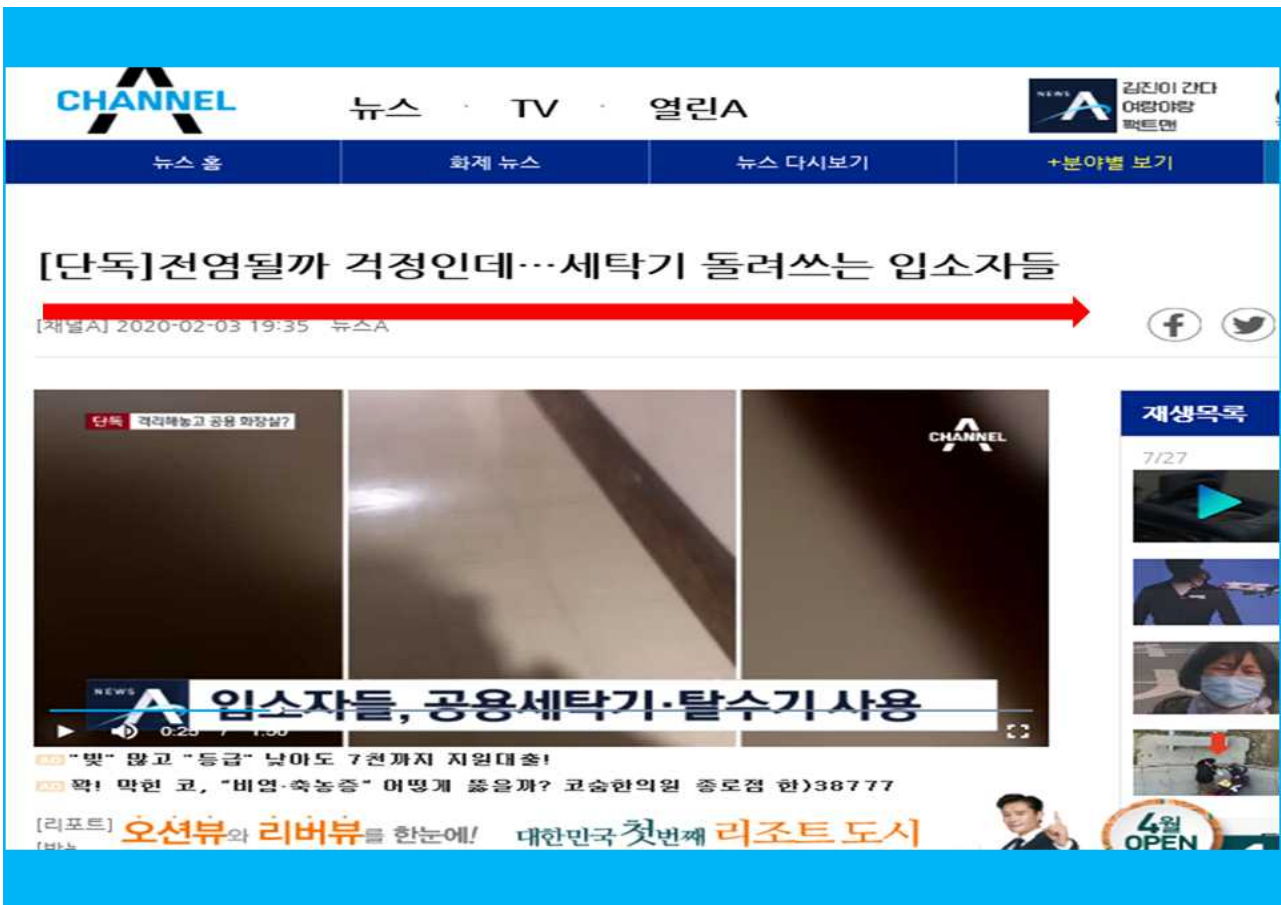 CHANNEL A
뉴스 · TV · 열린A
NEWS A
김진이 간다
여랑야랑
팩트맨
뉴스 홈
화제 뉴스
뉴스 다시보기
+분야별 보기
[단독]전염될까 걱정인데…세탁기 돌려쓰는 입소자들
[채널A] 2020-02-03 19:35 뉴스A
단독 격리해놓고 공용 화장실?
CHANNEL A
재생목록
7/27
NEWS A 입소자들, 공용세탁기·탈수기 사용
0:25 /
AD "빚" 많고 "등급" 낮아도 7천까지 지원대출!
AD 꽉! 막힌 코, "비염·축농증" 어떻게 뚫을까? 코숨한의원 종로점 한)38777
[리포트]
오션뷰와 리버뷰를 한눈에! 대한민국 첫번째 리조트 도시
4월
OPEN